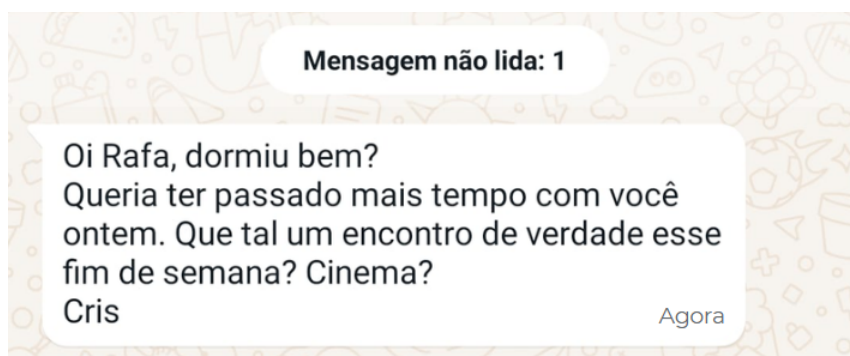 Mensagem não lida: 1
Oi Rafa, dormiu bem?
Queria ter passado mais tempo com você
ontem. Que tal um encontro de verdade esse
fim de semana? Cinema?
Cris
Agora